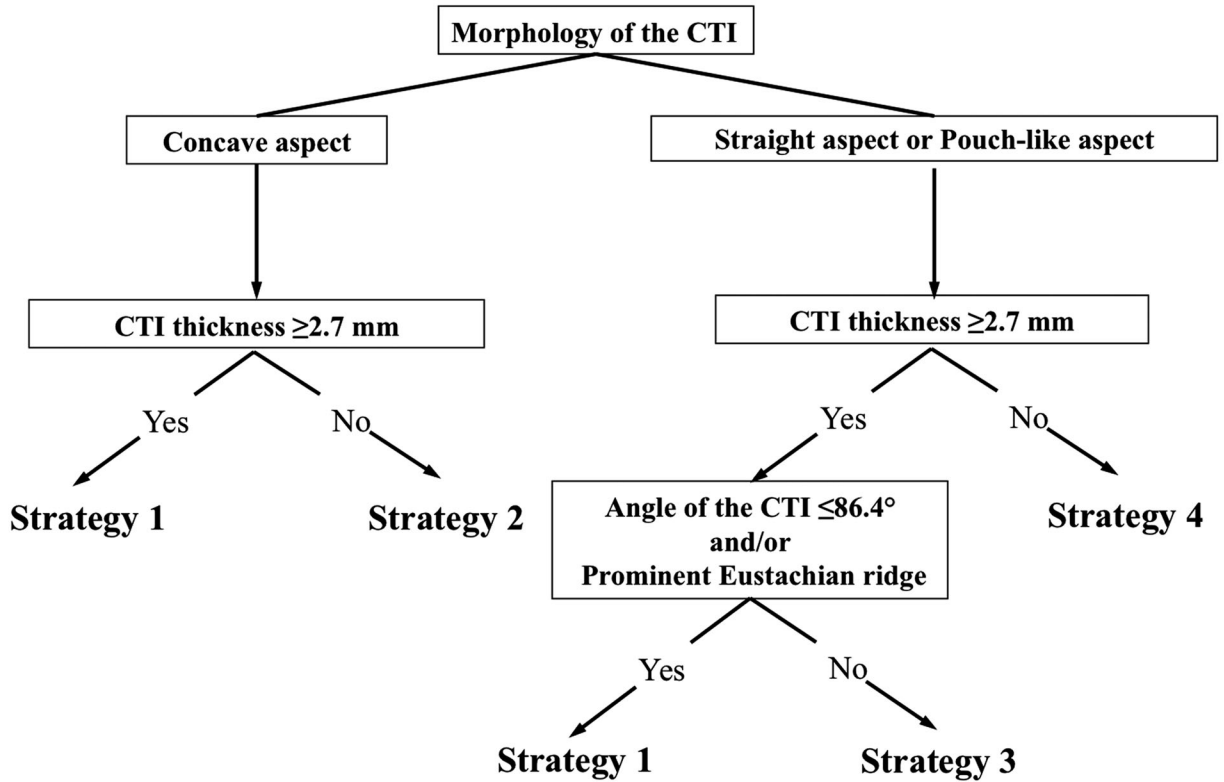 Morphology of the CTI
Concave aspect
Straight aspect or Pouch-like aspect
CTI thickness ≥2.7 mm
CTI thickness ≥2.7 mm
Yes
No
Yes
No
Strategy 1
Strategy 2
Angle of the CTI ≤86.4°
and/or
Prominent Eustachian ridge
Strategy 4
Yes
No
Strategy 1
Strategy 3